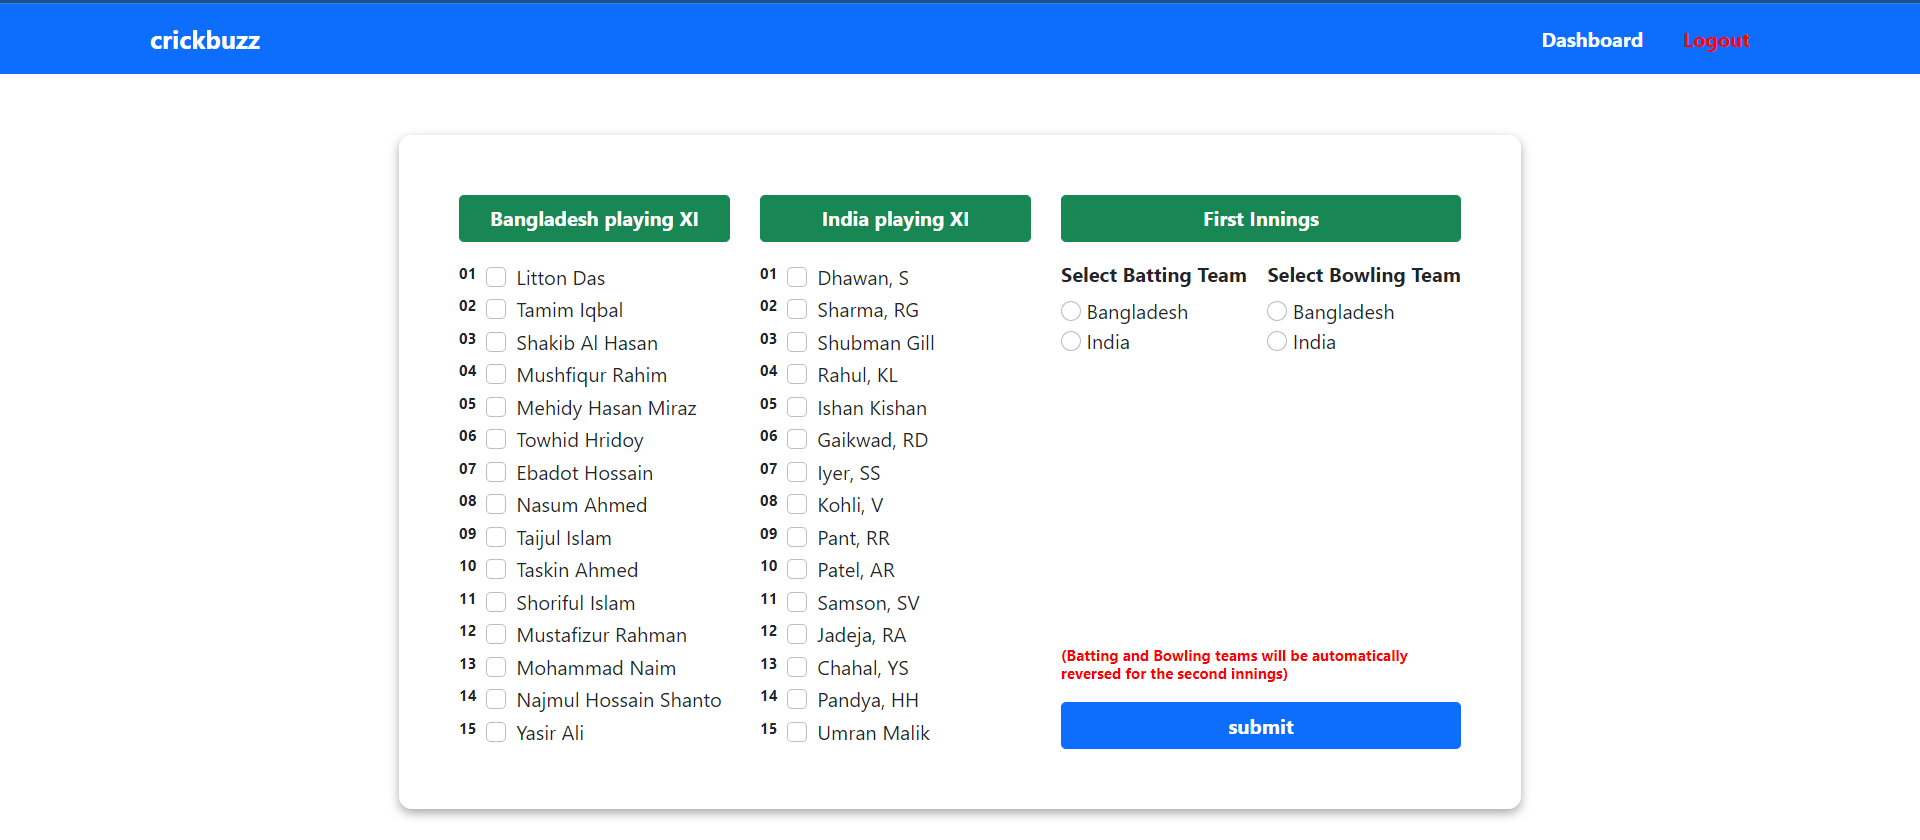 crickbuzz
Dashboard
Logout
Bangladesh playing XI
01 Litton Das
02 Tamim Iqbal
03 Shakib Al Hasan
04 Mushfiqur Rahim
05 Mehidy Hasan Miraz
06 Towhid Hridoy
07 Ebadot Hossain
08 Nasum Ahmed
09 Taijul Islam
10 Taskin Ahmed
11 Shoriful Islam
12 Mustafizur Rahman
13 Mohammad Naim
14 Najmul Hossain Shanto
15 Yasir Ali
India playing XI
01 Dhawan, S
02 Sharma, RG
03 Shubman Gill
04 Rahul, KL
05 Ishan Kishan
06 Gaikwad, RD
07 Iyer, SS
08 Kohli, V
09 Pant, RR
10 Patel, AR
11 Samson, SV
12 Jadeja, RA
13 Chahal, YS
14 Pandya, HH
15 Umran Malik
First Innings
Select Batting Team
Bangladesh
India
Select Bowling Team
Bangladesh
India
(Batting and Bowling teams will be automatically
reversed for the second innings)
submit